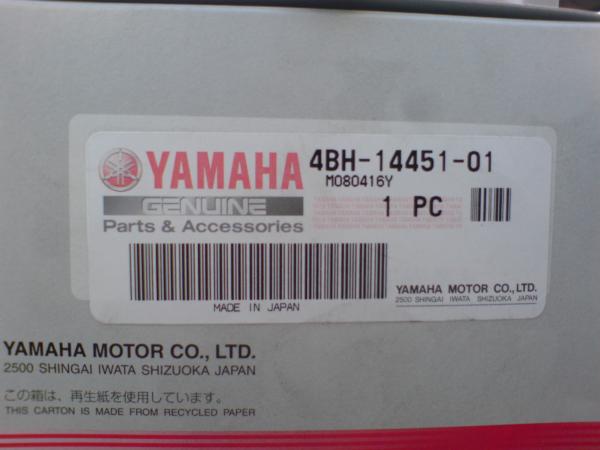 YAMAHA
GENUINE
Parts & Accessories
4BH-14451-01
M080416Y
1 PC
MADE IN JAPAN
YAMAHA MOTOR CO., LTD.
2500 SHINGAI IWATA SHIZUOKA JAPAN
YAMAHA MOTOR CO., LTD.
2500 SHINGAI IWATA SHIZUOKA JAPAN
この箱は、再生紙を使用しています。
THIS CARTON IS MADE FROM RECYCLED PAPER